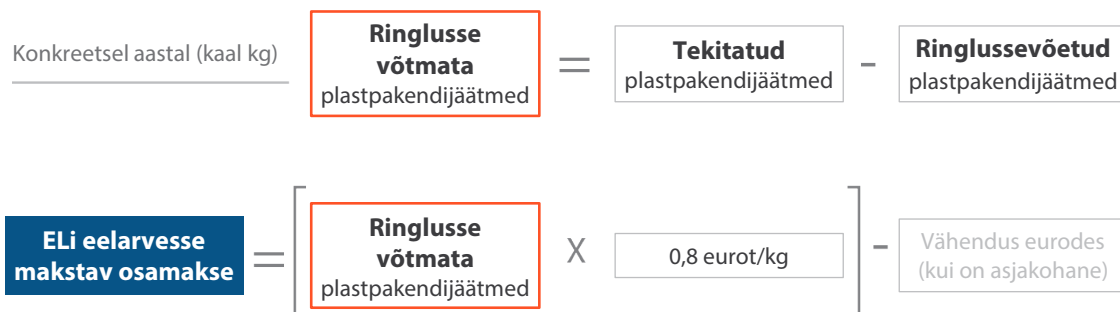 Konkreetsel aastal (kaal kg)
Ringlusse
võtmata
plastpakendijäätmed
=
Tekitatud
plastpakendijäätmed
-
Ringlussevõetud
plastpakendijäätmed
ELi eelarvesse
makstav osamakse
=
[
Ringlusse
võtmata
plastpakendijäätmed
X
0,8 eurot/kg
]
-
Vähendus eurodes
(kui on asjakohane)